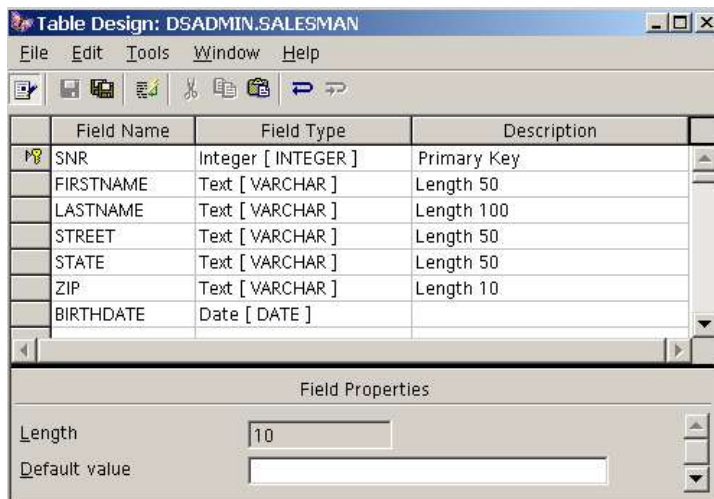 Table Design: DSADMIN.SALESMAN
File Edit Tools Window Help
Field Name Field Type Description
SNR Integer [ INTEGER ] Primary Key
FIRSTNAME Text [ VARCHAR ] Length 50
LASTNAME Text [ VARCHAR ] Length 100
STREET Text [ VARCHAR ] Length 50
STATE Text [ VARCHAR ] Length 50
ZIP Text [ VARCHAR ] Length 10
BIRTHDATE Date [ DATE ]
Field Properties
Length 10
Default value